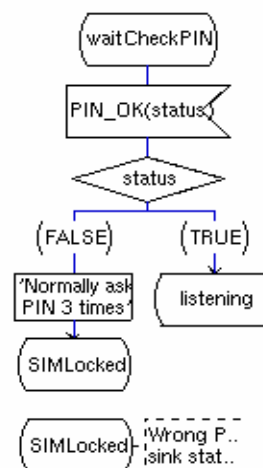 waitCheckPIN
PIN_OK(status)
status
(FALSE)
(TRUE)
'Normally ask
PIN 3 times'
listening
SIMLocked
SIMLocked
Wrong P..
sink stat..